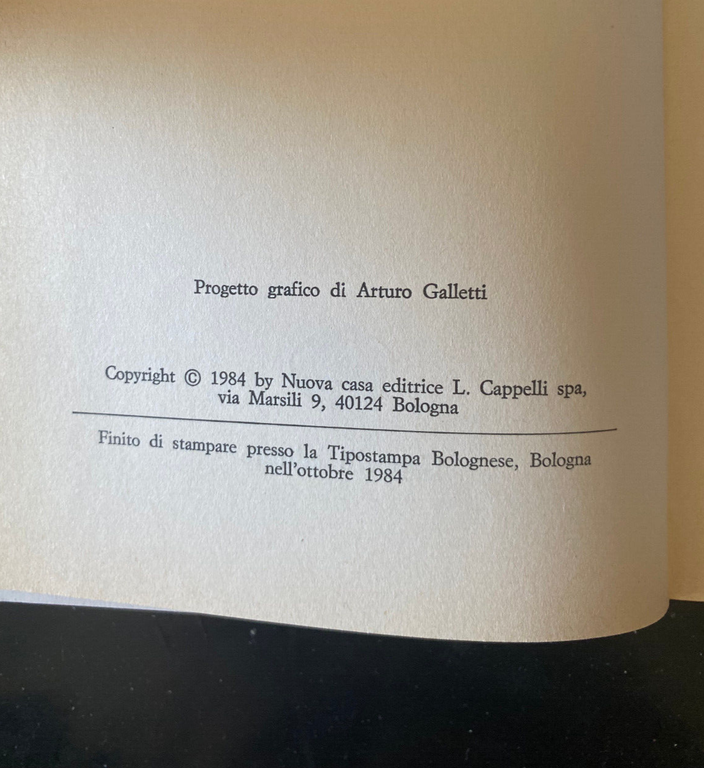 Progetto grafico di Arturo Galletti
Copyright © 1984 by Nuova casa editrice L. Cappelli spa,
via Marsili 9, 40124 Bologna
Finito di stampare presso la Tipostampa Bolognese, Bologna
nell'ottobre 1984